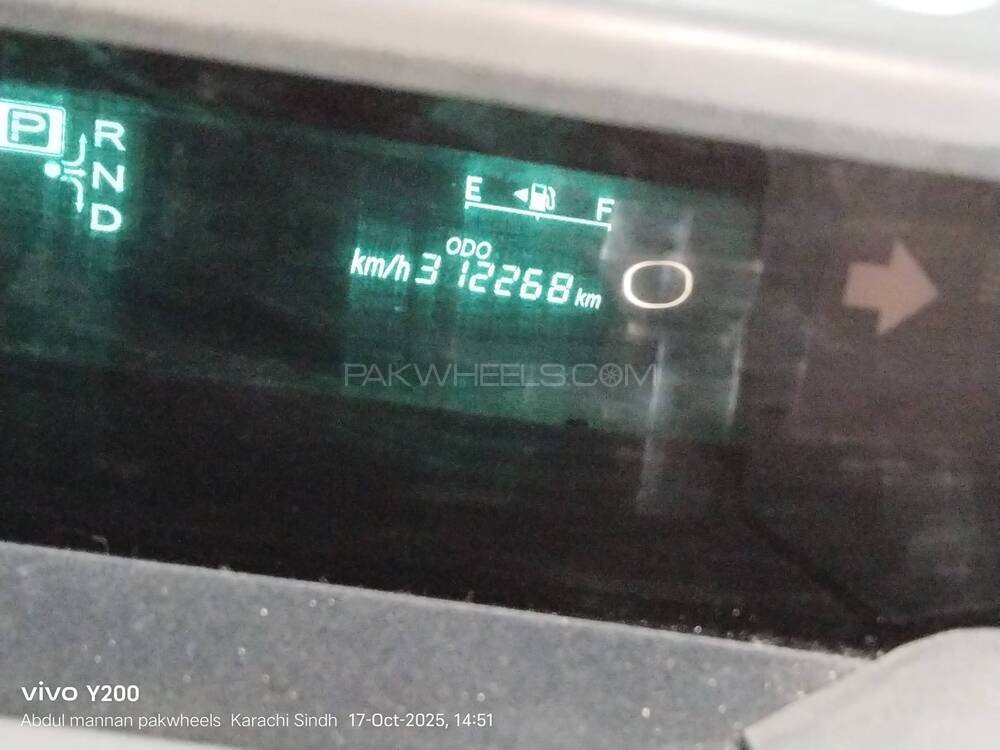 P R
N
D
E F
ODO
km/h 312268 km
PAKWHEELS.COM
vivo Y200
Abdul mannan pakwheels Karachi Sindh 17-Oct-2025, 14:51